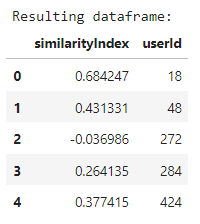 Resulting dataframe:
similarityIndex userId
0 0.684247 18
1 0.431331 48
2 -0.036986 272
3 0.264135 284
4 0.377415 424